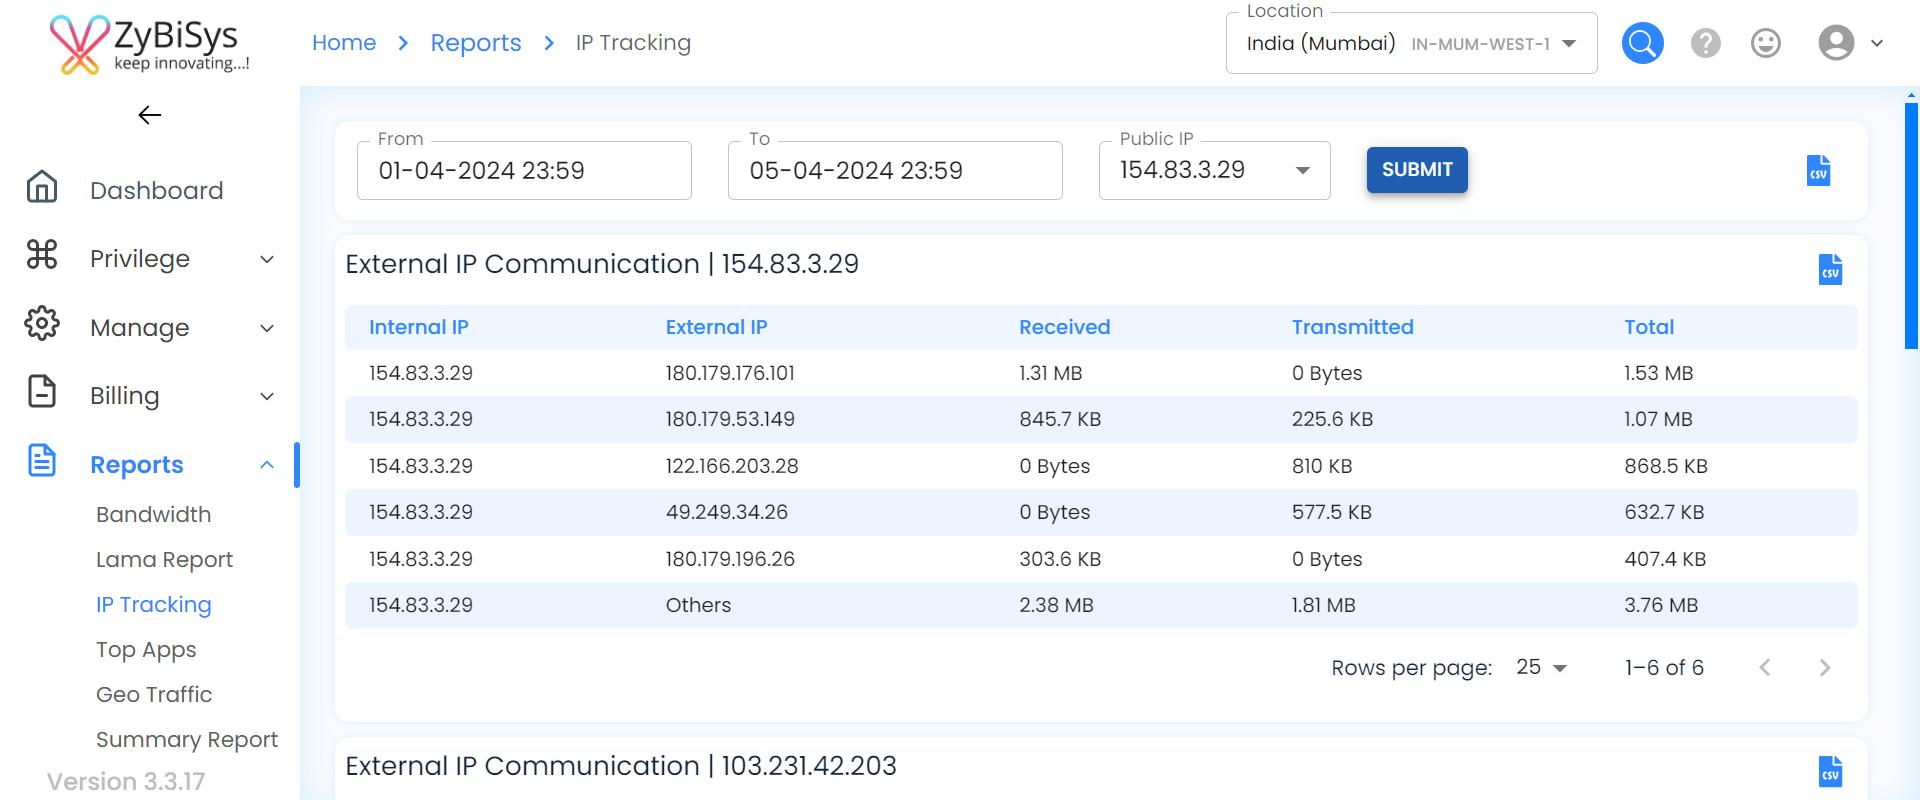 ZyBiSys
keep innovating...!
Home > Reports > IP Tracking
Location
India (Mumbai) IN-MUM-WEST-1
Dashboard
Privilege
Manage
Billing
Reports
Bandwidth
Lama Report
IP Tracking
Top Apps
Geo Traffic
Summary Report
Version 3.3.17
From
01-04-2024 23:59
To
05-04-2024 23:59
Public IP
154.83.3.29
SUBMIT
CSV
External IP Communication | 154.83.3.29
CSV
Internal IP External IP Received Transmitted Total
154.83.3.29 180.179.176.101 1.31 MB 0 Bytes 1.53 MB
154.83.3.29 180.179.53.149 845.7 KB 225.6 KB 1.07 MB
154.83.3.29 122.166.203.28 0 Bytes 810 KB 868.5 KB
154.83.3.29 49.249.34.26 0 Bytes 577.5 KB 632.7 KB
154.83.3.29 180.179.196.26 303.6 KB 0 Bytes 407.4 KB
154.83.3.29 Others 2.38 MB 1.81 MB 3.76 MB
Rows per page: 25 1–6 of 6
External IP Communication | 103.231.42.203
CSV